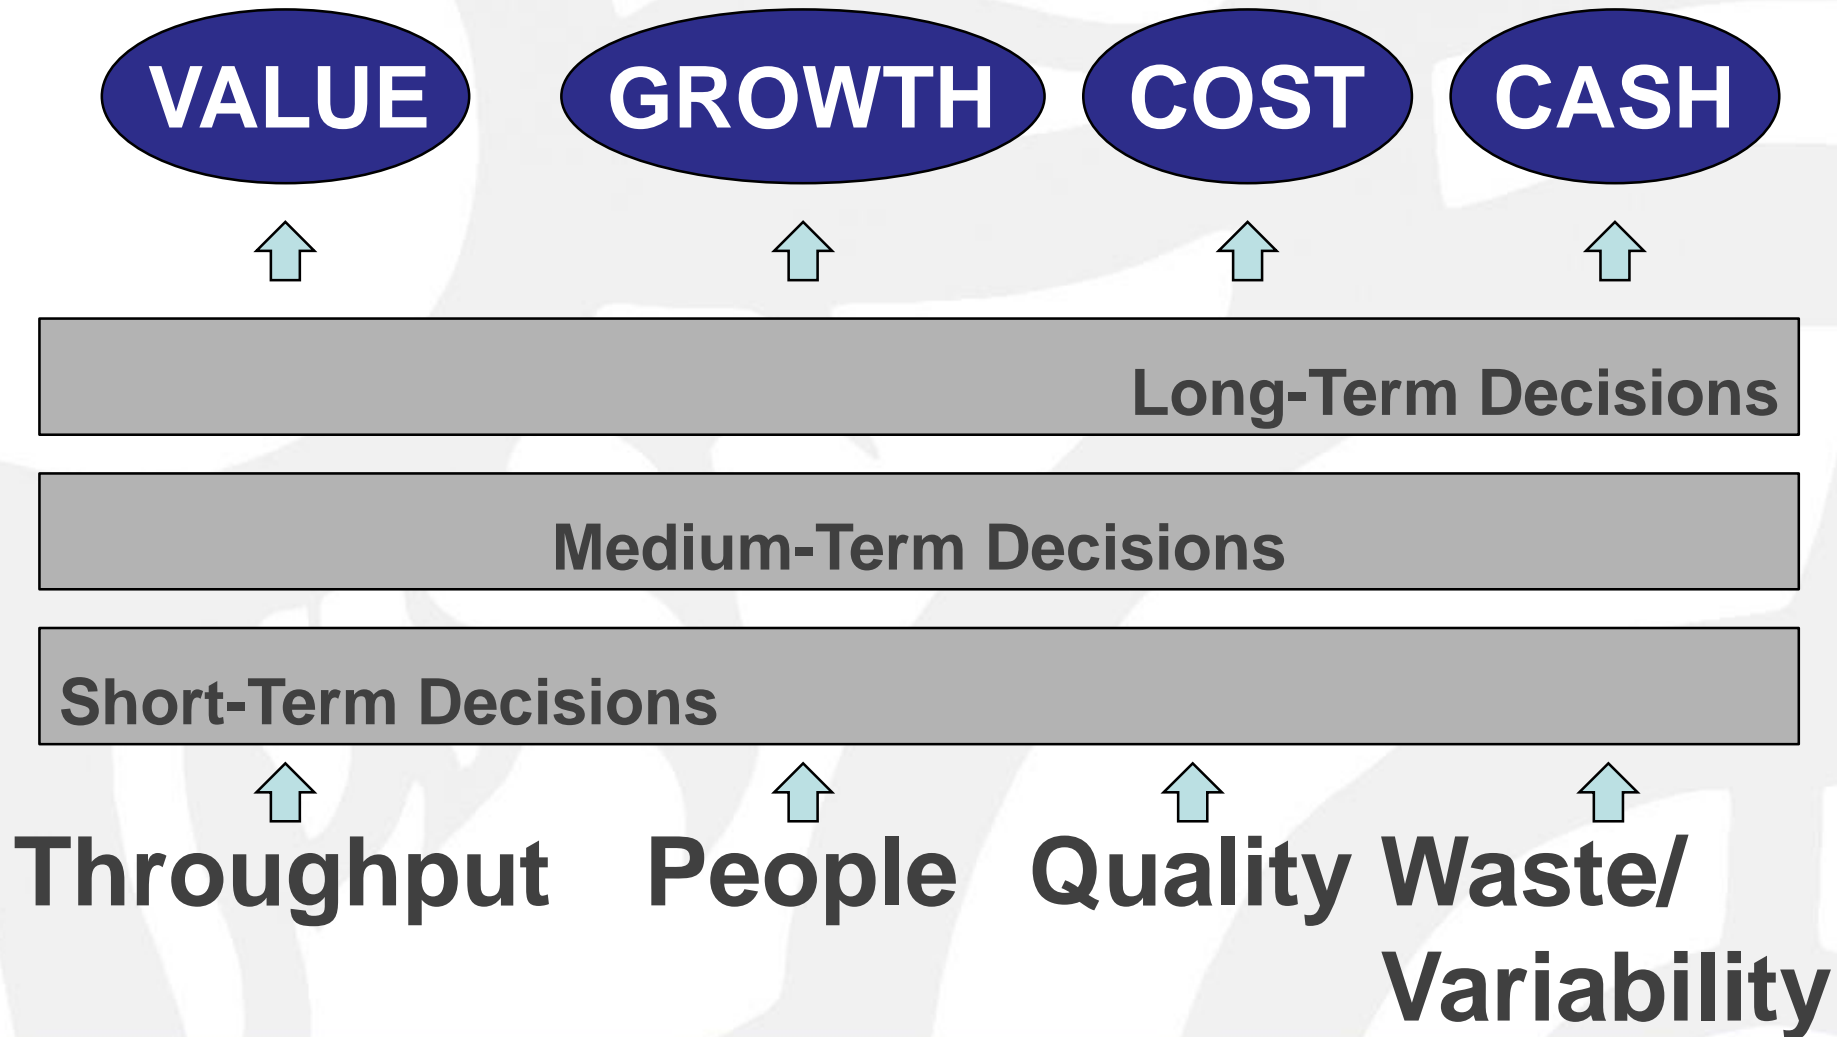 VALUE GROWTH COST CASH
Long-Term Decisions
Medium-Term Decisions
Short-Term Decisions
Throughput People Quality Waste/
Variability